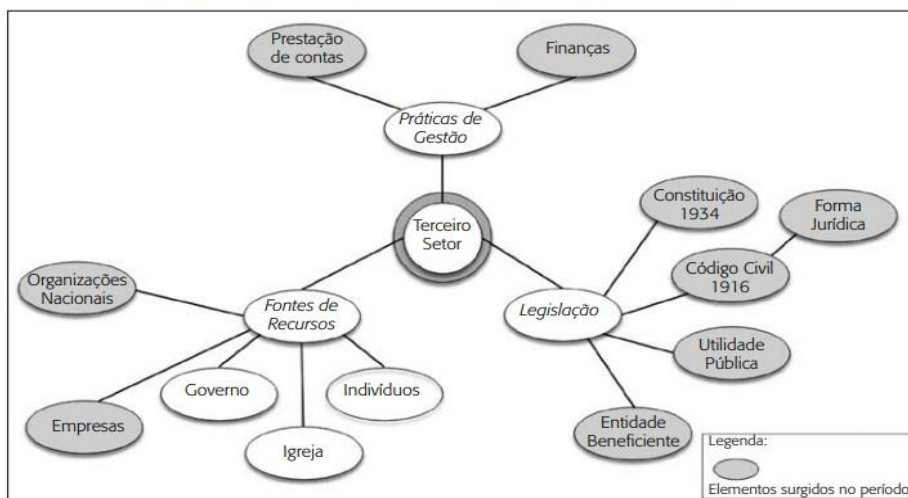 Prestação
de contas
Finanças
Práticas de
Gestão
Terceiro
Setor
Constituição
1934
Forma
Jurídica
Código Civil
1916
Organizações
Nacionais
Fontes de
Recursos
Legislação
Utilidade
Pública
Governo
Indivíduos
Empresas
Igreja
Entidade
Beneficiente
Legenda:
Elementos surgidos no período